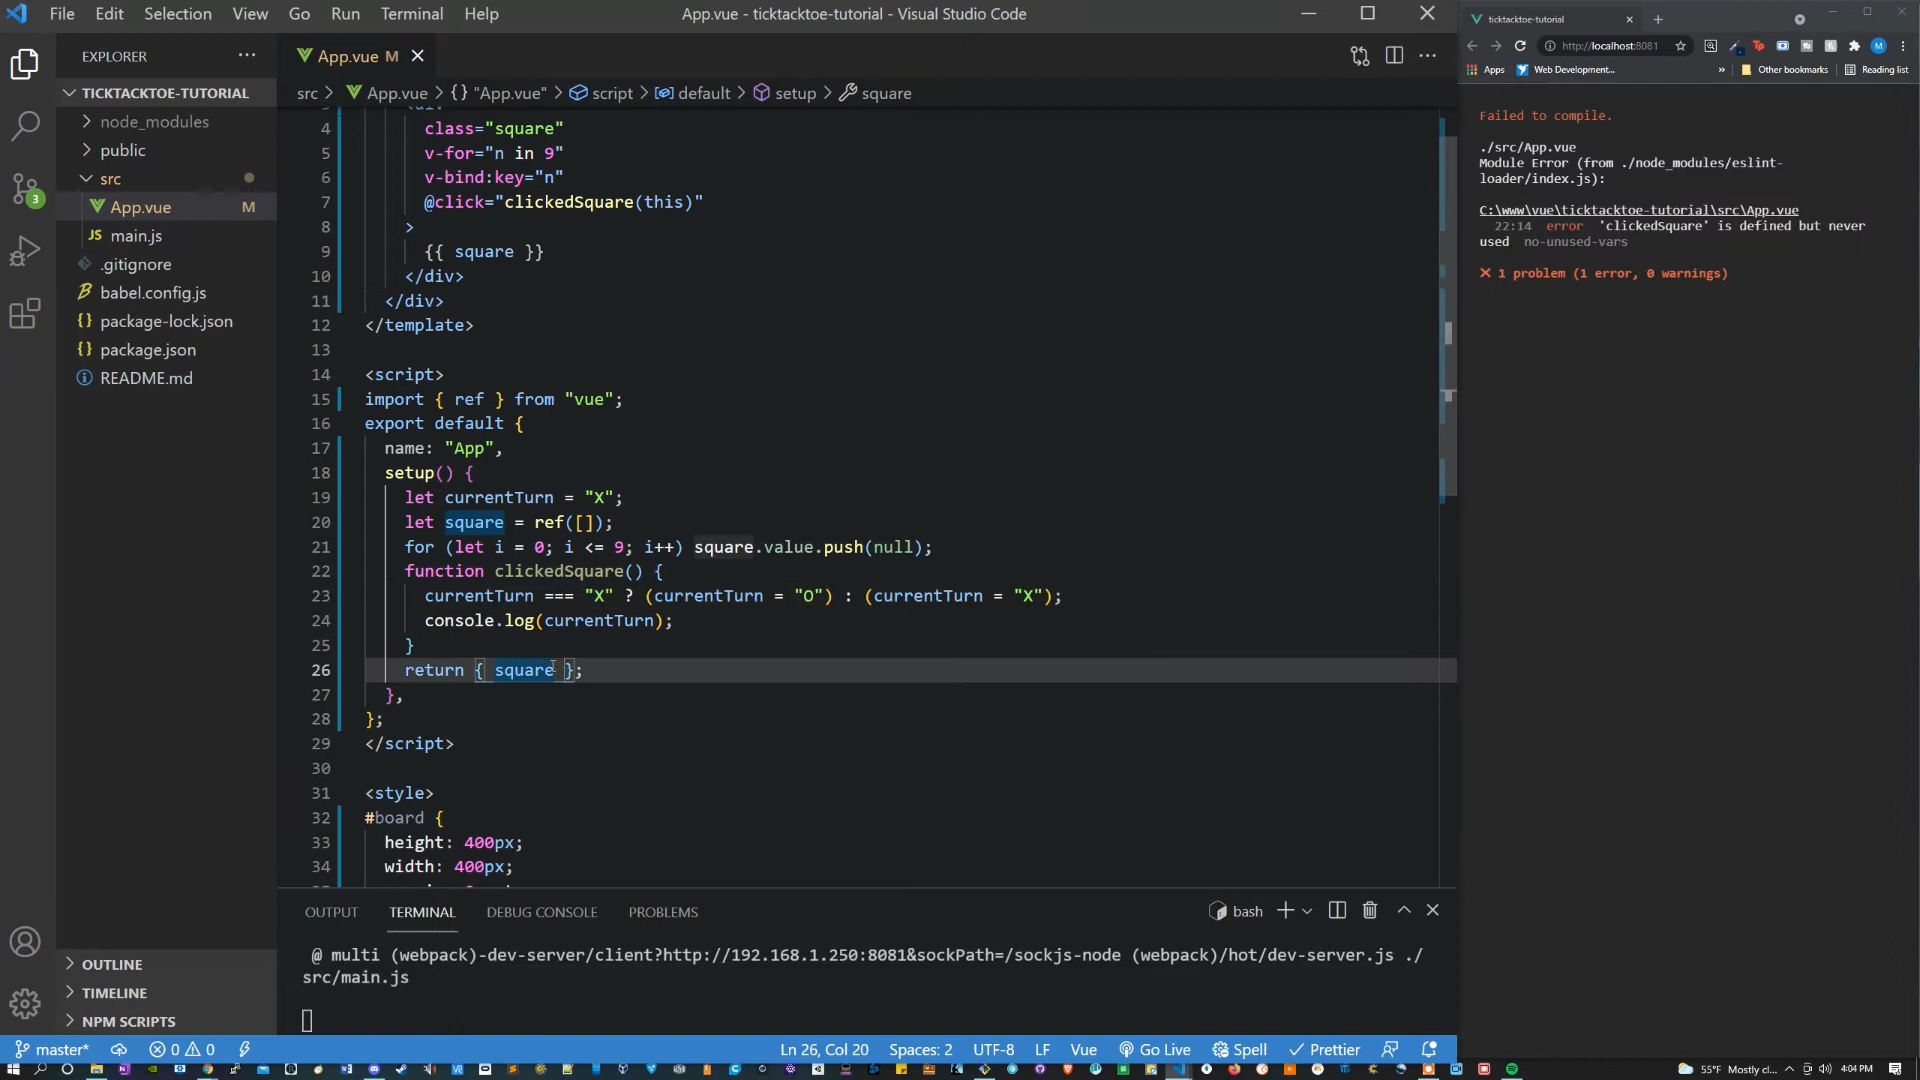 File Edit Selection View Go Run Terminal Help
App.vue - ticktacktoe-tutorial - Visual Studio Code
EXPLORER
TICKTACKTOE-TUTORIAL
node_modules
public
src
App.vue M
JS main.js
.gitignore
babel.config.js
{} package-lock.json
{} package.json
README.md
OUTLINE
TIMELINE
NPM SCRIPTS
3
App.vue M
src > App.vue > {} "App.vue" > script > default > setup > square
4 class="square"
5 v-for="n in 9"
6 v-bind:key="n"
7 @click="clickedSquare(this)"
8 >
9 {{ square }}
10 </div>
11 </div>
12 </template>
13
14 <script>
15 import { ref } from "vue";
16 export default {
17 name: "App",
18 setup() {
19 let currentTurn = "X";
20 let square = ref([]);
21 for (let i = 0; i <= 9; i++) square.value.push(null);
22 function clickedSquare() {
23 currentTurn === "X" ? (currentTurn = "O") : (currentTurn = "X");
24 console.log(currentTurn);
25 }
26 return { square };
27 },
28 };
29 </script>
30
31 <style>
32 #board {
33 height: 400px;
34 width: 400px;
OUTPUT TERMINAL DEBUG CONSOLE PROBLEMS
bash
@ multi (webpack)-dev-server/client?http://192.168.1.250:8081&sockPath=/sockjs-node (webpack)/hot/dev-server.js ./
src/main.js
master* 0 0
Ln 26, Col 20 Spaces: 2 UTF-8 LF Vue Go Live Spell Prettier
ticktacktoe-tutorial
http://localhost:8081
M
Apps Web Development... » Other bookmarks Reading list
Failed to compile.
./src/App.vue
Module Error (from ./node_modules/eslint-
loader/index.js):
C:\www\vue\ticktacktoe-tutorial\src\App.vue
22:14 error 'clickedSquare' is defined but never
used no-unused-vars
✕ 1 problem (1 error, 0 warnings)
55°F Mostly cl... 4:04 PM